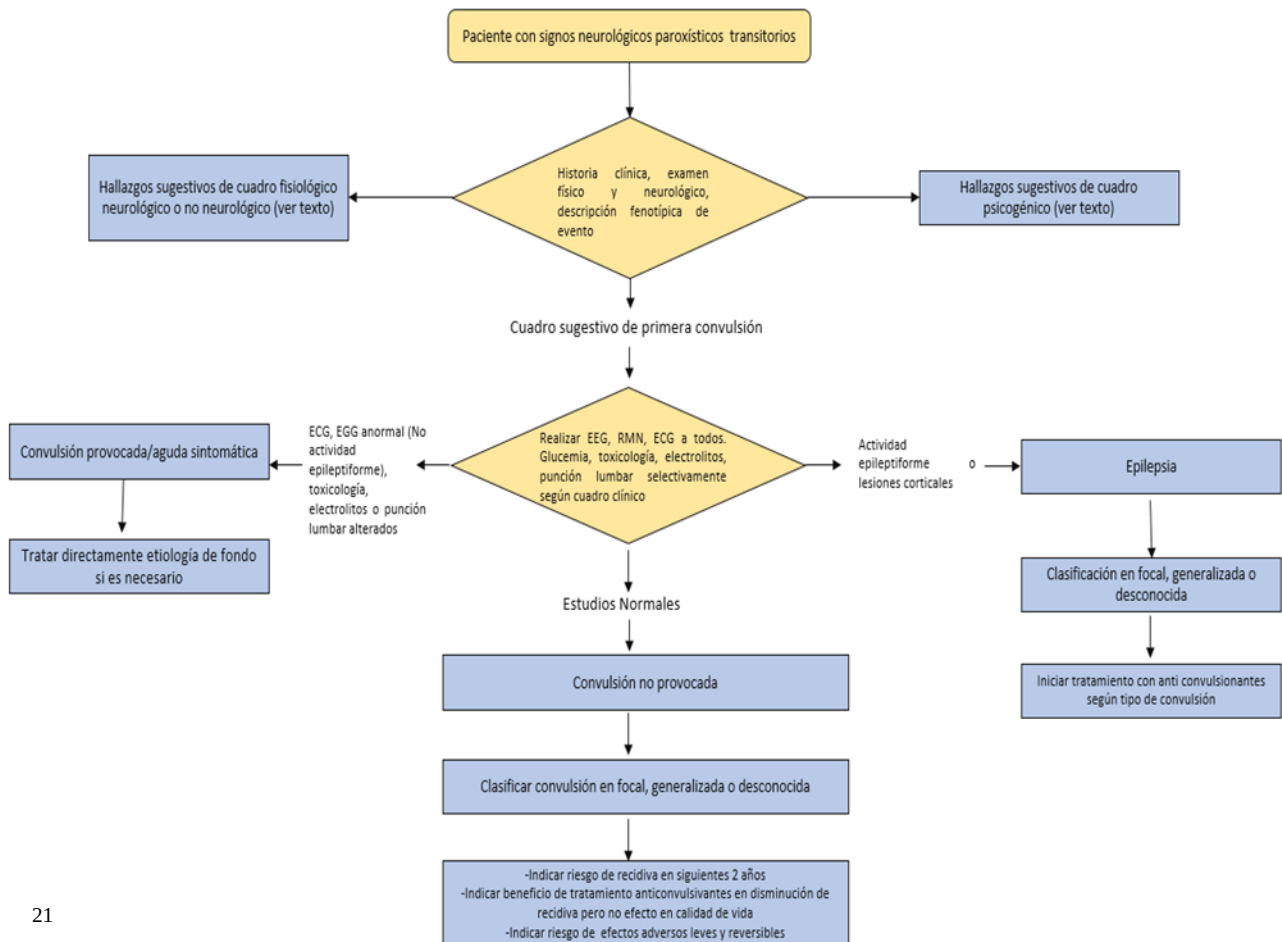 Paciente con signos neurológicos paroxísticos transitorios
Historia clínica, examen
físico y neurológico,
descripción fenotípica de
evento
Hallazgos sugestivos de cuadro fisiológico
neurológico o no neurológico (ver texto)
Hallazgos sugestivos de cuadro
psicogénico (ver texto)
Cuadro sugestivo de primera convulsión
Realizar EEG, RMN, ECG a todos.
Glucemia, toxicología, electrolitos,
punción lumbar selectivamente
según cuadro clínico
ECG, EGG anormal (No
actividad
epileptiforme),
toxicología,
electrolitos o punción
lumbar alterados
Convulsión provocada/aguda sintomática
Tratar directamente etiología de fondo
si es necesario
Actividad
epileptiforme o
lesiones corticales
Epilepsia
Clasificación en focal, generalizada o
desconocida
Iniciar tratamiento con anti convulsionantes
según tipo de convulsión
Estudios Normales
Convulsión no provocada
Clasificar convulsión en focal, generalizada o desconocida
-Indicar riesgo de recidiva en siguientes 2 años
-Indicar beneficio de tratamiento anticonvulsivantes en disminución de
recidiva pero no efecto en calidad de vida
-Indicar riesgo de efectos adversos leves y reversibles
21